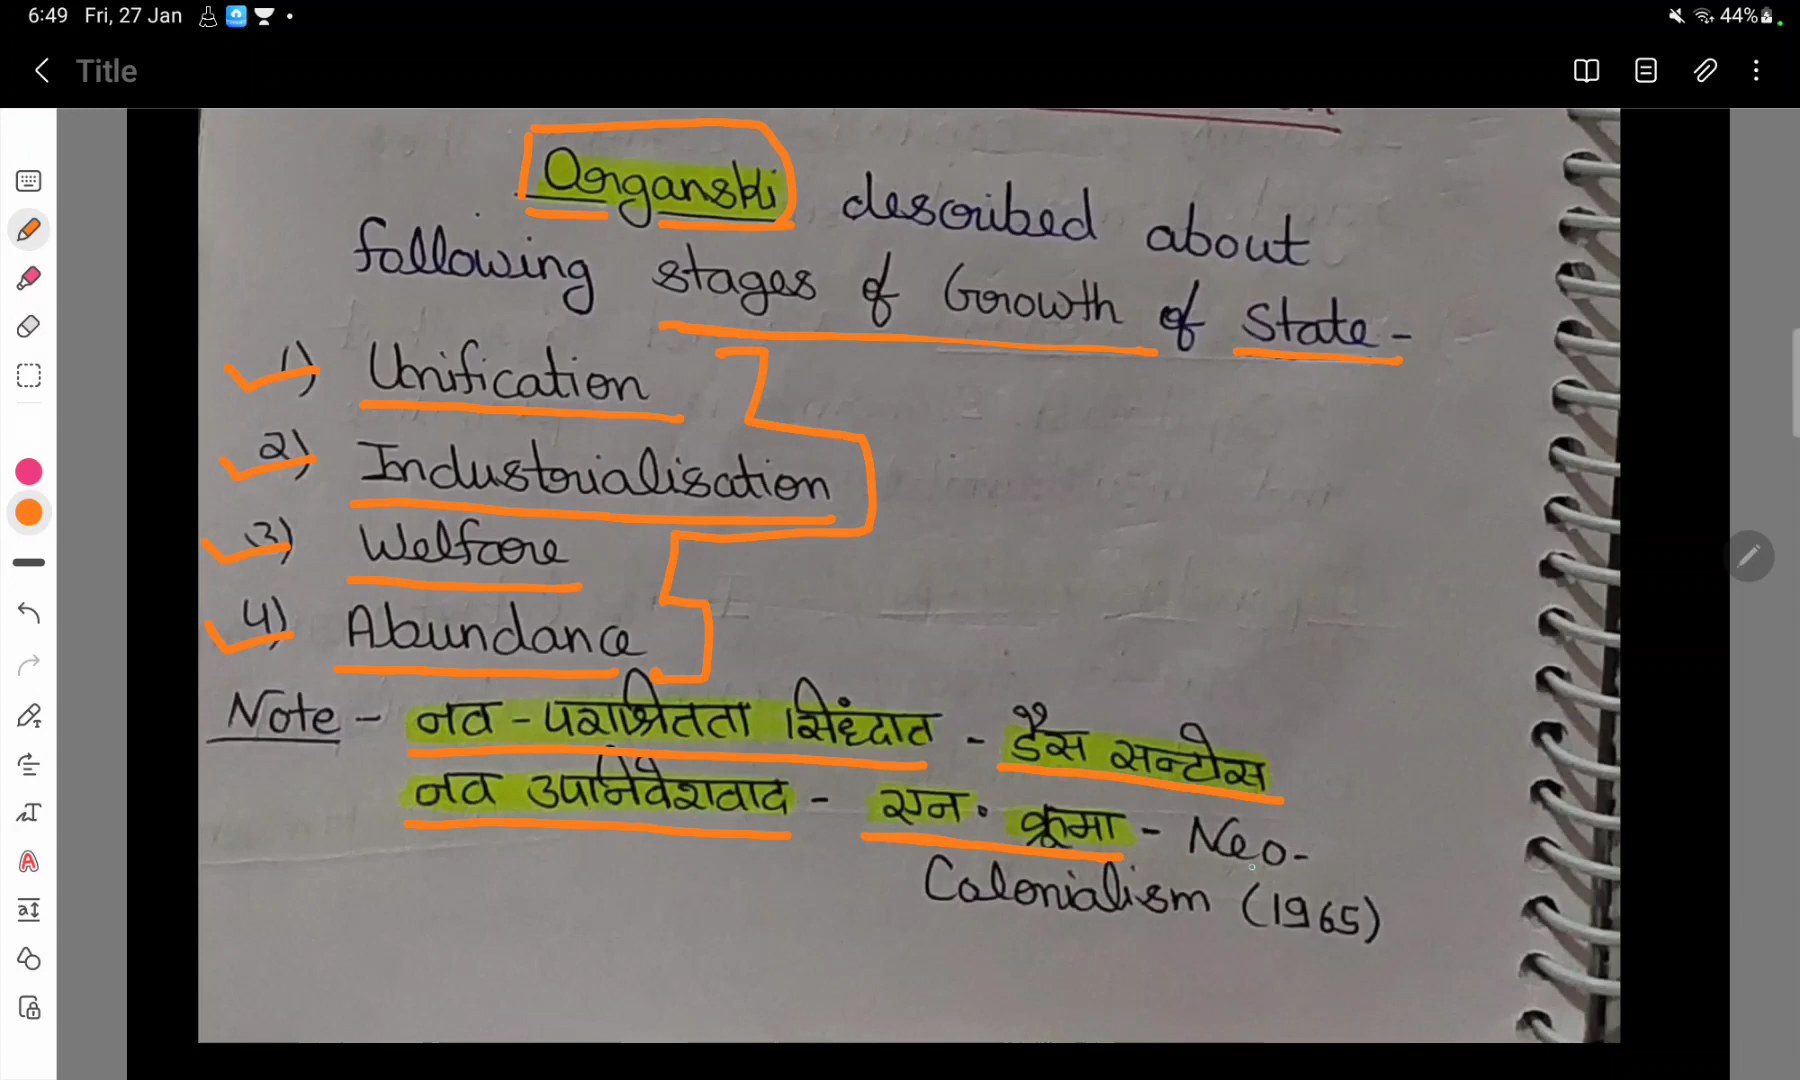 6:49 Fri, 27 Jan 44%
Title
Organski described about
following stages of Growth of State -
1) Unification
2) Industrialisation
3) Welfare
4) Abundance
Note - नव - पराश्रितता सिंद्दात - डैस सन्टोस
नव उपनिवेशवाद - एन. क्रूमा - Neo-
Colonialism (1965)